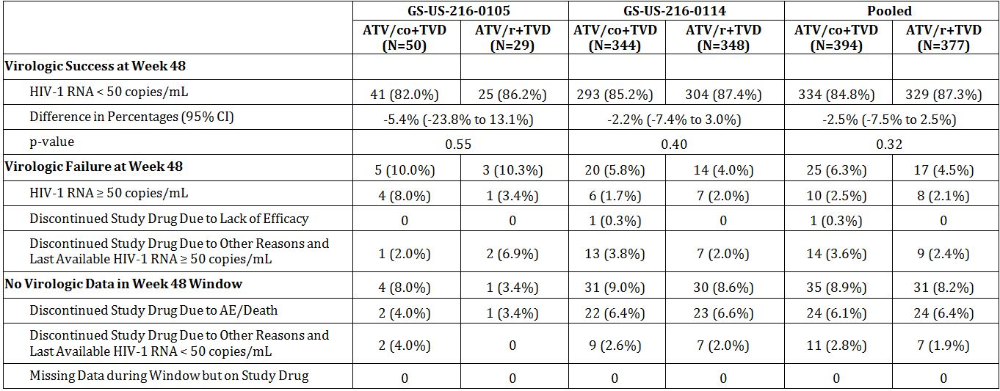 GS-US-216-0105 GS-US-216-0114 Pooled
ATV/co+TVD (N=50) ATV/r+TVD (N=29) ATV/co+TVD (N=344) ATV/r+TVD (N=348) ATV/co+TVD (N=394) ATV/r+TVD (N=377)
Virologic Success at Week 48
HIV-1 RNA < 50 copies/mL 41 (82.0%) 25 (86.2%) 293 (85.2%) 304 (87.4%) 334 (84.8%) 329 (87.3%)
Difference in Percentages (95% CI) -5.4% (-23.8% to 13.1%) -2.2% (-7.4% to 3.0%) -2.5% (-7.5% to 2.5%)
p-value 0.55 0.40 0.32
Virologic Failure at Week 48 5 (10.0%) 3 (10.3%) 20 (5.8%) 14 (4.0%) 25 (6.3%) 17 (4.5%)
HIV-1 RNA ≥ 50 copies/mL 4 (8.0%) 1 (3.4%) 6 (1.7%) 7 (2.0%) 10 (2.5%) 8 (2.1%)
Discontinued Study Drug Due to Lack of Efficacy 0 0 1 (0.3%) 0 1 (0.3%) 0
Discontinued Study Drug Due to Other Reasons and
Last Available HIV-1 RNA ≥ 50 copies/mL 1 (2.0%) 2 (6.9%) 13 (3.8%) 7 (2.0%) 14 (3.6%) 9 (2.4%)
No Virologic Data in Week 48 Window 4 (8.0%) 1 (3.4%) 31 (9.0%) 30 (8.6%) 35 (8.9%) 31 (8.2%)
Discontinued Study Drug Due to AE/Death 2 (4.0%) 1 (3.4%) 22 (6.4%) 23 (6.6%) 24 (6.1%) 24 (6.4%)
Discontinued Study Drug Due to Other Reasons and
Last Available HIV-1 RNA < 50 copies/mL 2 (4.0%) 0 9 (2.6%) 7 (2.0%) 11 (2.8%) 7 (1.9%)
Missing Data during Window but on Study Drug 0 0 0 0 0 0